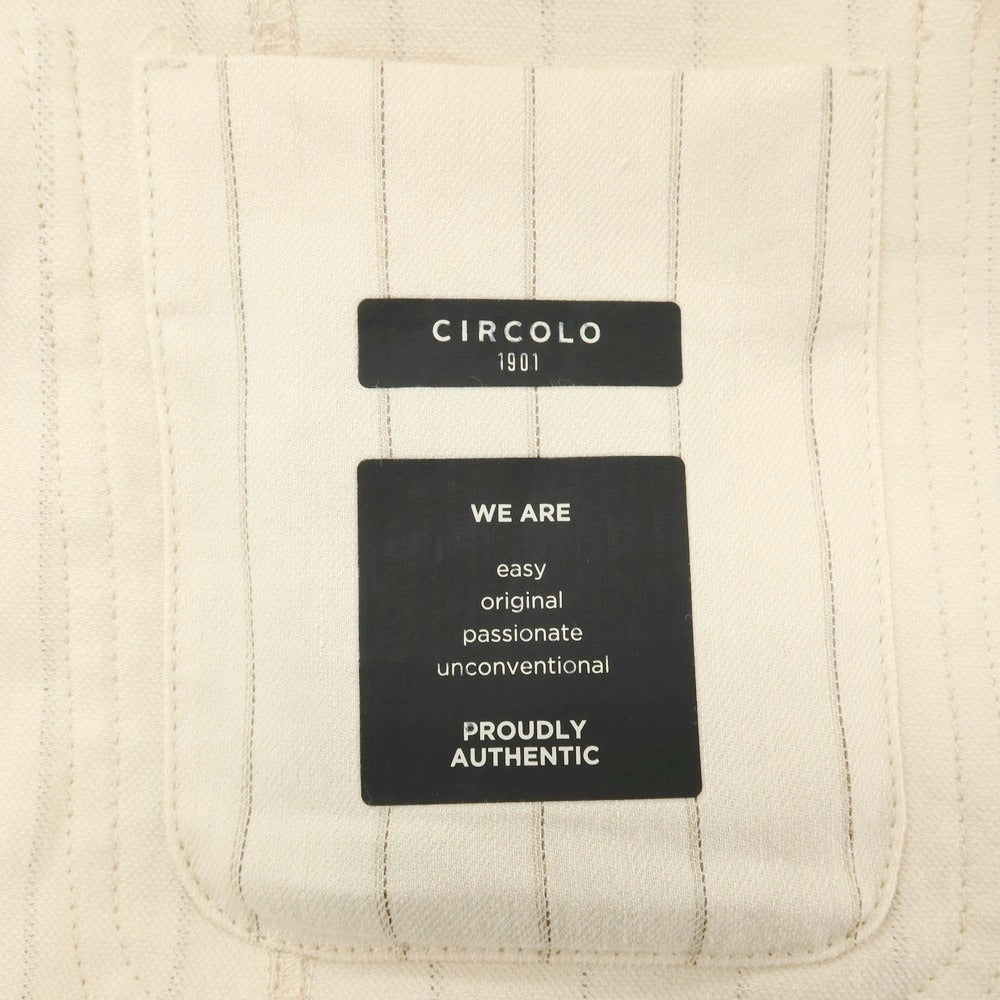 CIRCOLO
1901
WE ARE
easy
original
passionate
unconventional
PROUDLY
AUTHENTIC